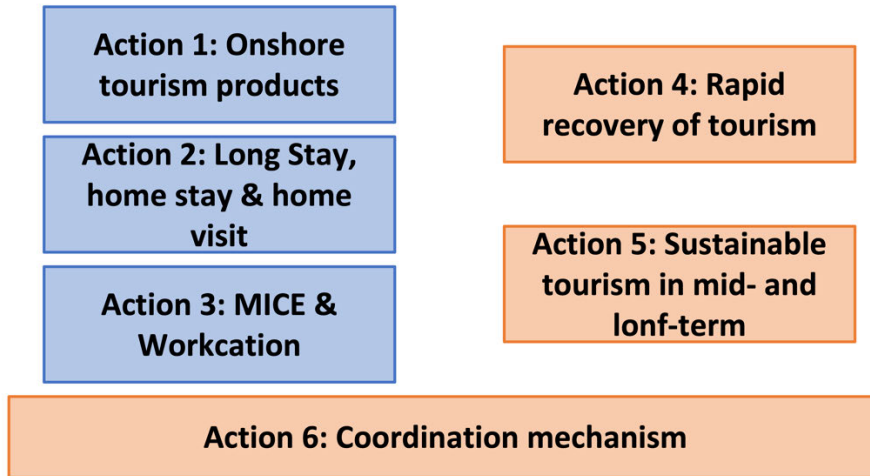 Action 1: Onshore
tourism products
Action 2: Long Stay,
home stay & home
visit
Action 3: MICE &
Workcation
Action 4: Rapid
recovery of tourism
Action 5: Sustainable
tourism in mid- and
lonf-term
Action 6: Coordination mechanism